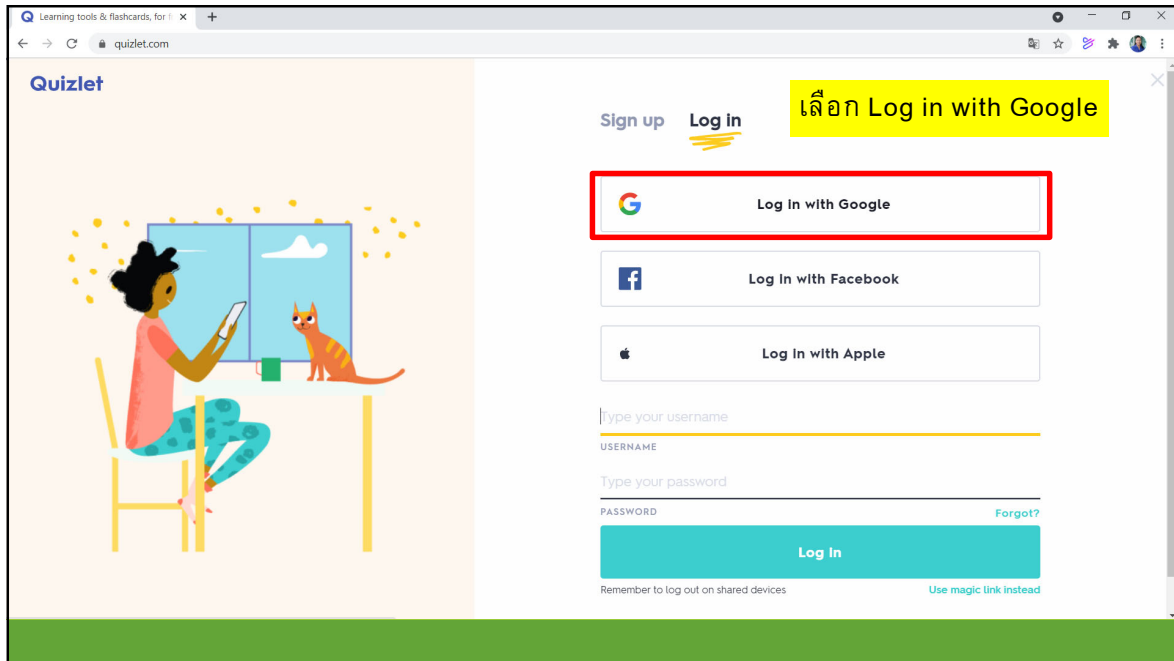 Learning tools & flashcards, for f
quizlet.com
Quizlet
เลือก Log in with Google
Sign up Log in
Log in with Google
Log in with Facebook
Log in with Apple
Type your username
USERNAME
Type your password
PASSWORD Forgot?
Log in
Remember to log out on shared devices Use magic link instead